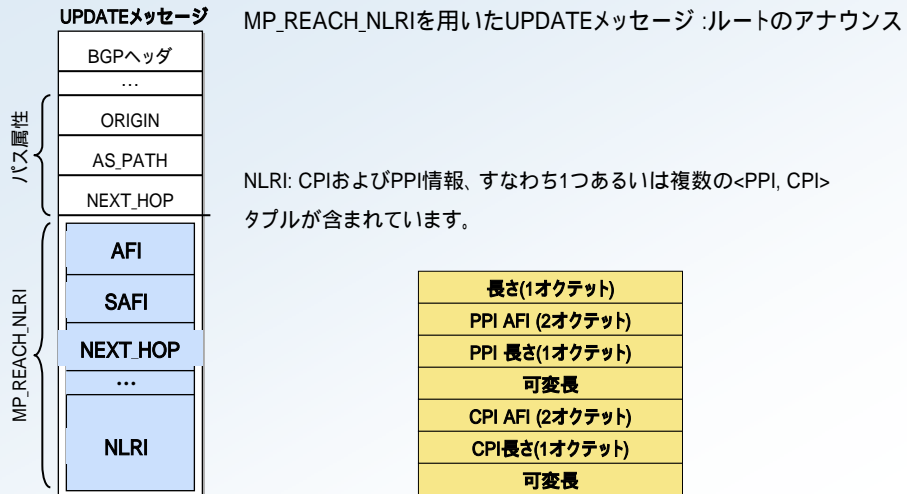 UPDATEメッセージ
MP_REACH_NLRIを用いたUPDATEメッセージ :ルートのアナウンス
BGPヘッダ
…
パス属性
ORIGIN
AS_PATH
NEXT_HOP
NLRI: CPIおよびPPI情報、すなわち1つあるいは複数の<PPI, CPI>
タプルが含まれています。
MP_REACH_NLRI
AFI
SAFI
NEXT_HOP
…
NLRI
長さ(1オクテット)
PPI AFI (2オクテット)
PPI 長さ(1オクテット)
可変長
CPI AFI (2オクテット)
CPI長さ(1オクテット)
可変長